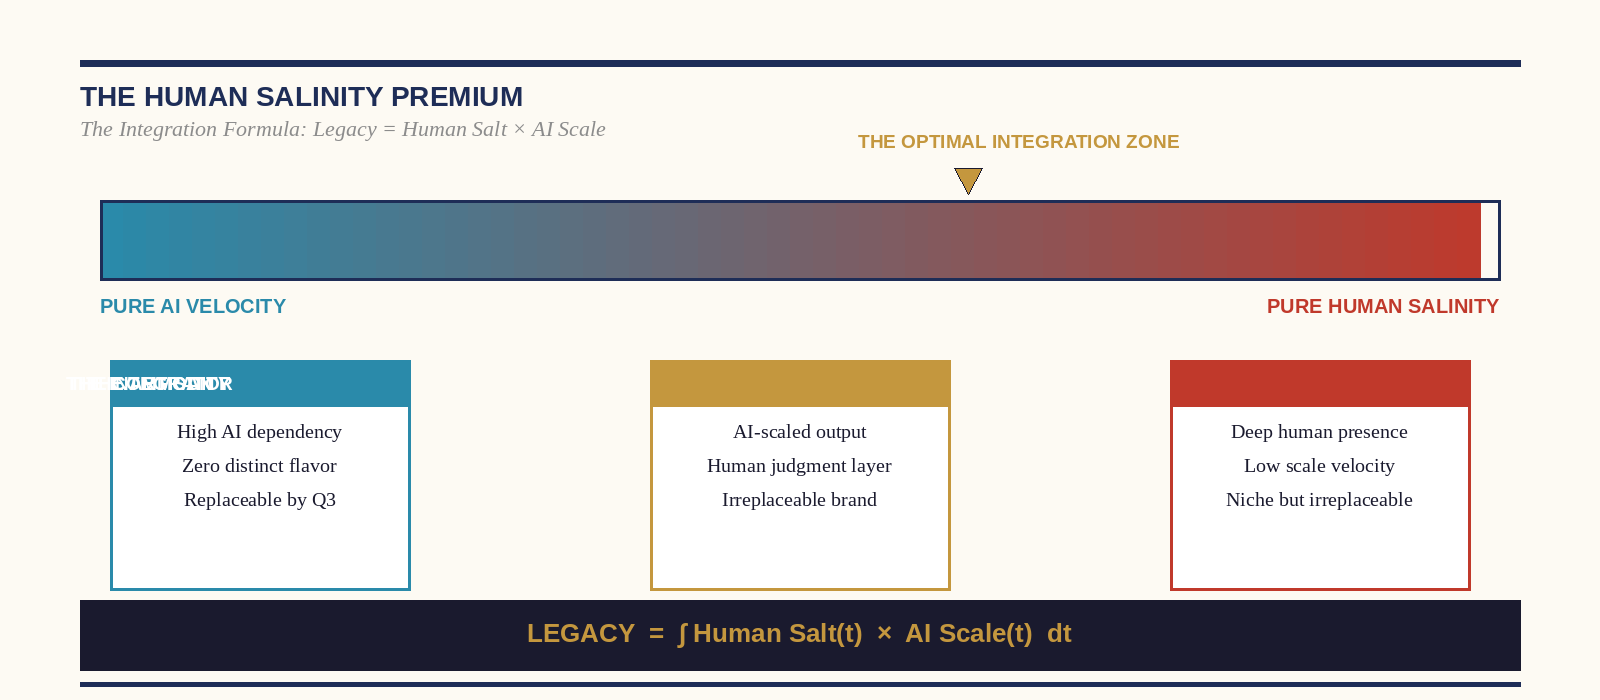 THE HUMAN SALINITY PREMIUM
The Integration Formula: Legacy = Human Salt × AI Scale
THE OPTIMAL INTEGRATION ZONE
PURE AI VELOCITY
PURE HUMAN SALINITY
High AI dependency
Zero distinct flavor
Replaceable by Q3
AI-scaled output
Human judgment layer
Irreplaceable brand
Deep human presence
Low scale velocity
Niche but irreplaceable
LEGACY = ∫ Human Salt(t) × AI Scale(t) dt